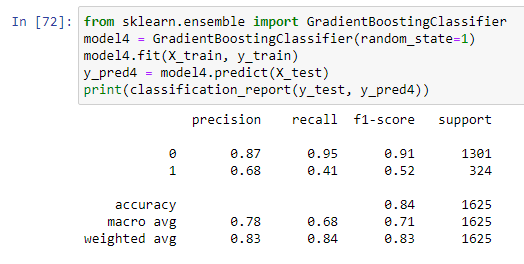 In [72]: from sklearn.ensemble import GradientBoostingClassifier
model4 = GradientBoostingClassifier(random_state=1)
model4.fit(X_train, y_train)
y_pred4 = model4.predict(X_test)
print(classification_report(y_test, y_pred4))
precision recall f1-score support
0 0.87 0.95 0.91 1301
1 0.68 0.41 0.52 324
accuracy 0.84 1625
macro avg 0.78 0.68 0.71 1625
weighted avg 0.83 0.84 0.83 1625